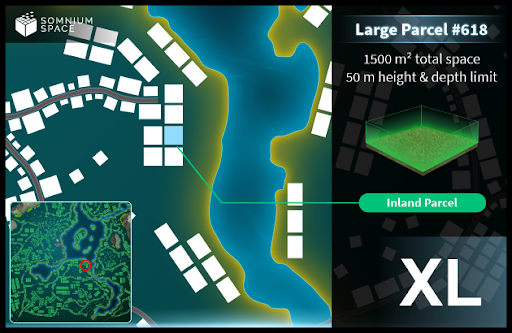 SOMNIUM
SPACE
Large Parcel #618
1500 m² total space
50 m height & depth limit
Inland Parcel
XL